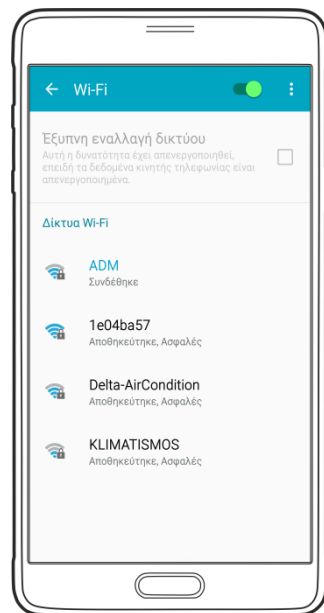 Wi-Fi
Έξυπνη εναλλαγή δικτύου
Αυτή η δυνατότητα έχει απενεργοποιηθεί,
επειδή τα δεδομένα κινητής τηλεφωνίας είναι
απενεργοποιημένα.
Δίκτυα Wi-Fi
ADM
Συνδέθηκε
1e04ba57
Αποθηκεύτηκε, Ασφαλές
Delta-AirCondition
Αποθηκεύτηκε, Ασφαλές
KLIMATISMOS
Αποθηκεύτηκε, Ασφαλές